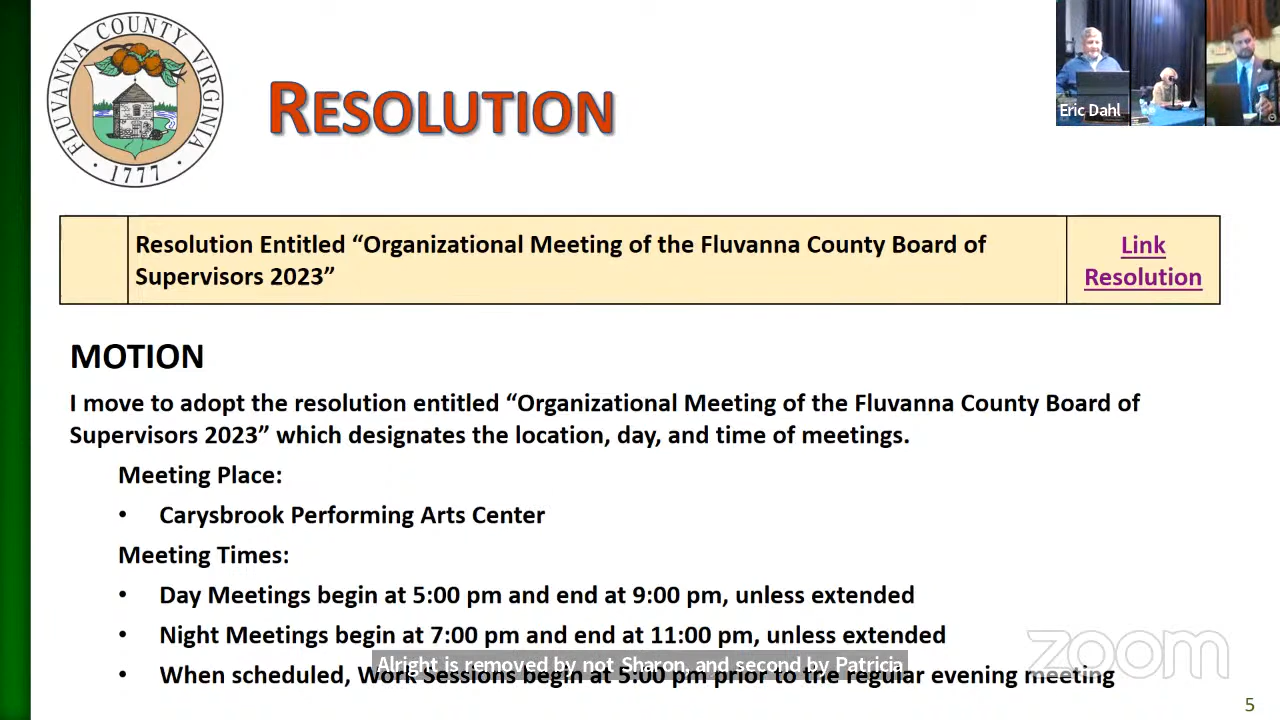 FLUVANNA COUNTY VIRGINIA
1777
RESOLUTION
Eric Dahl
Resolution Entitled “Organizational Meeting of the Fluvanna County Board of
Supervisors 2023”
Link
Resolution
MOTION
I move to adopt the resolution entitled “Organizational Meeting of the Fluvanna County Board of
Supervisors 2023” which designates the location, day, and time of meetings.
Meeting Place:
• Carysbrook Performing Arts Center
Meeting Times:
• Day Meetings begin at 5:00 pm and end at 9:00 pm, unless extended
• Night Meetings begin at 7:00 pm and end at 11:00 pm, unless extended
Alright is removed by not Sharon, and second by Patricia
• When scheduled, Work Sessions begin at 5:00 pm prior to the regular evening meeting
zoom
5